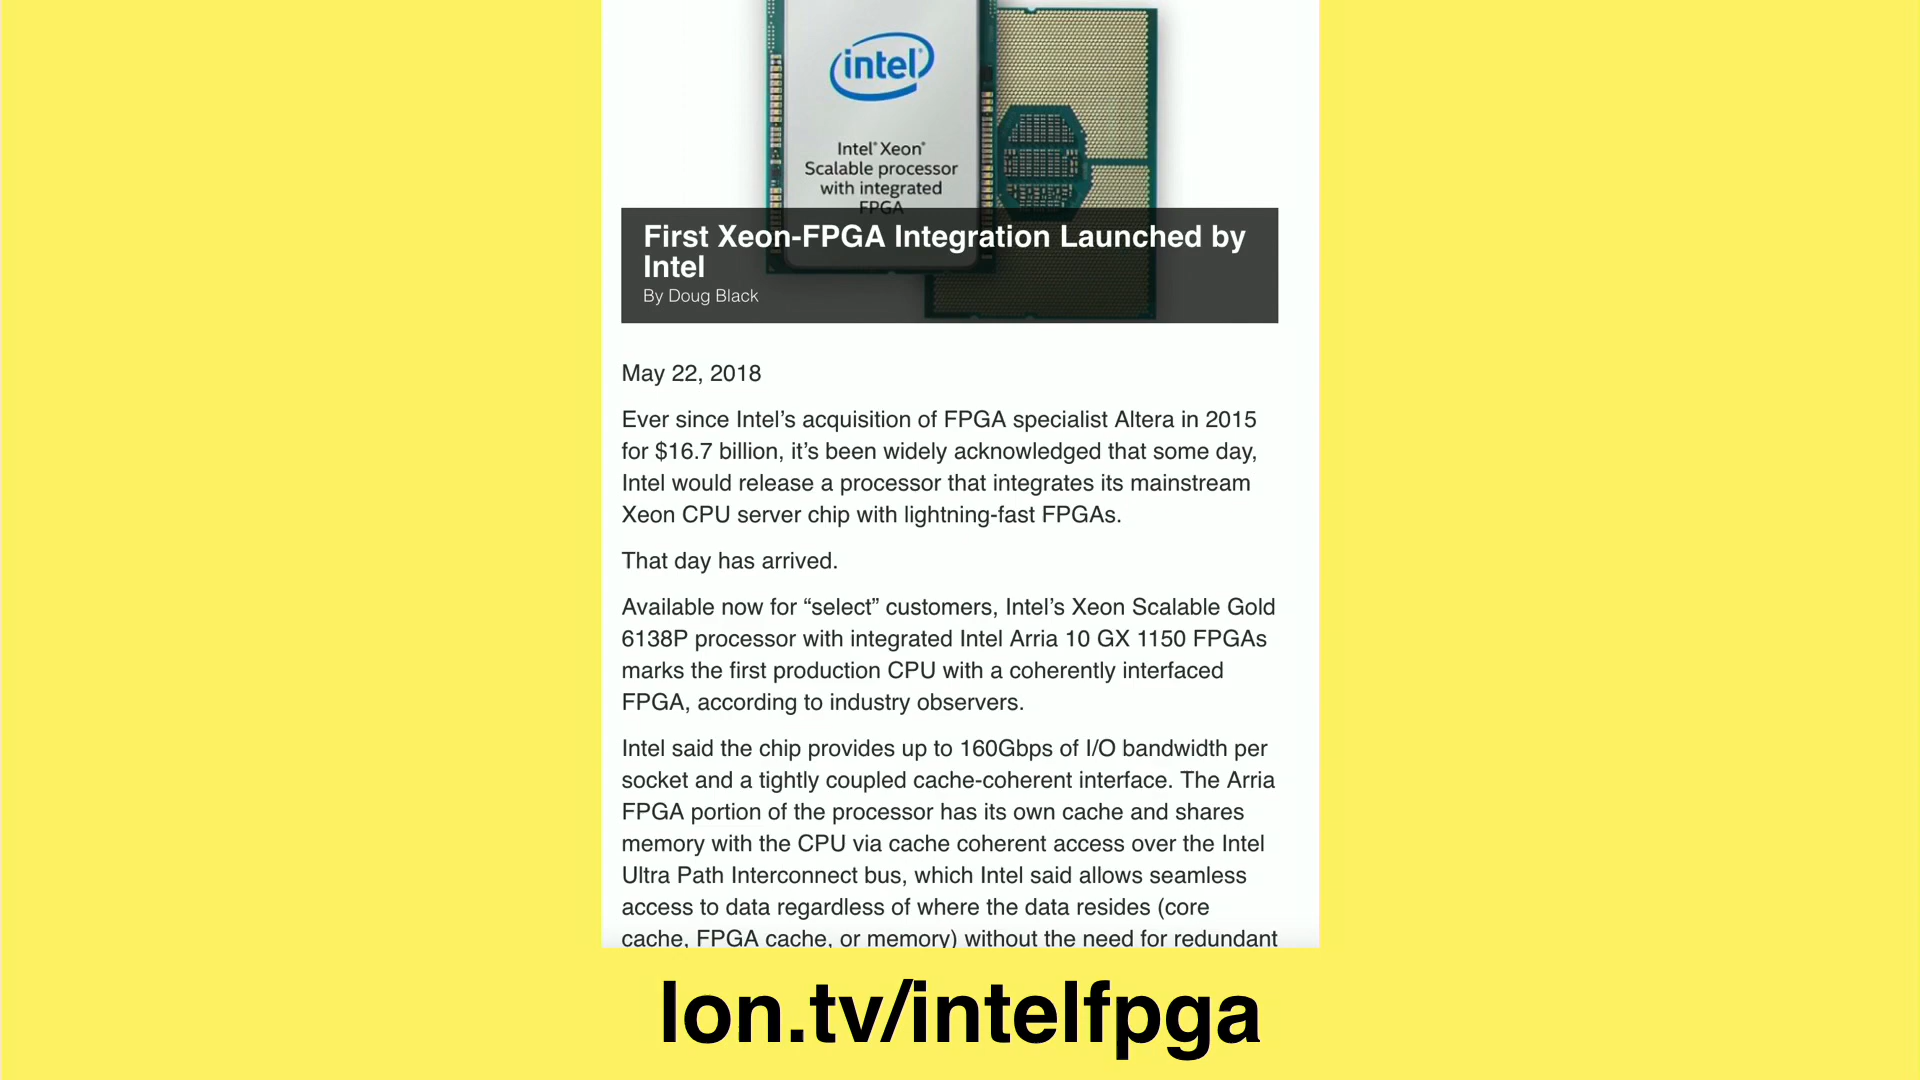 intel
Intel® Xeon®
Scalable processor
with integrated
FPGA
First Xeon-FPGA Integration Launched by
Intel
By Doug Black
May 22, 2018
Ever since Intel’s acquisition of FPGA specialist Altera in 2015
for $16.7 billion, it’s been widely acknowledged that some day,
Intel would release a processor that integrates its mainstream
Xeon CPU server chip with lightning-fast FPGAs.
That day has arrived.
Available now for “select” customers, Intel’s Xeon Scalable Gold
6138P processor with integrated Intel Arria 10 GX 1150 FPGAs
marks the first production CPU with a coherently interfaced
FPGA, according to industry observers.
Intel said the chip provides up to 160Gbps of I/O bandwidth per
socket and a tightly coupled cache-coherent interface. The Arria
FPGA portion of the processor has its own cache and shares
memory with the CPU via cache coherent access over the Intel
Ultra Path Interconnect bus, which Intel said allows seamless
access to data regardless of where the data resides (core
cache, FPGA cache, or memory) without the need for redundant
lon.tv/intelfpga